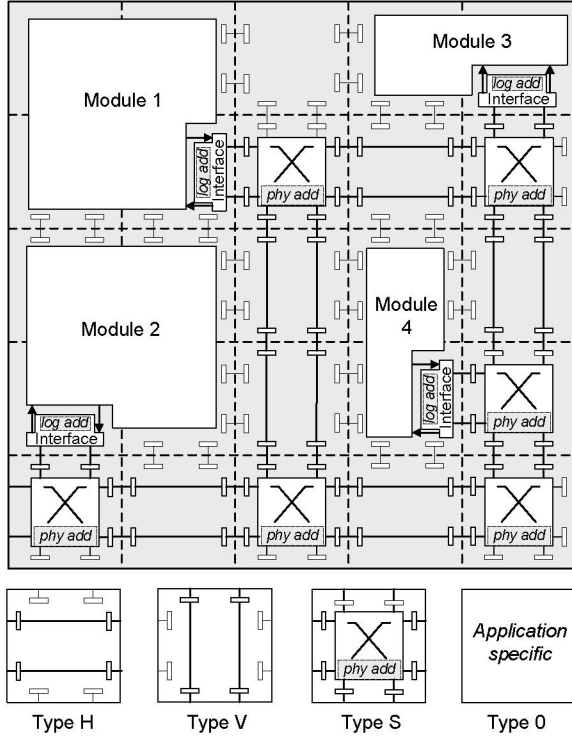 Module 3
Module 1
log add
Interface
log add
Interface
phy add
phy add
Module 2
Module
4
log add
Interface
log add
Interface
phy add
phy add
phy add
phy add
Application
specific
phy add
Type H
Type V
Type S
Type 0